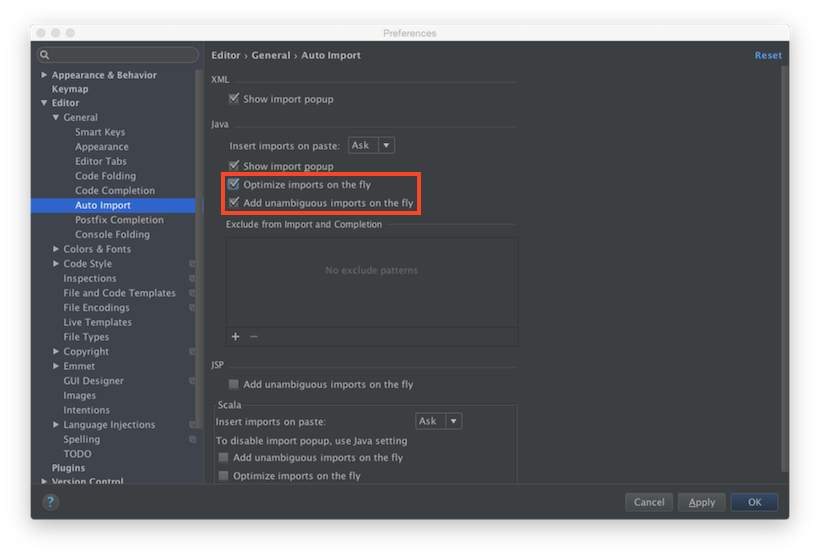 Preferences
Appearance & Behavior
Keymap
Editor
General
Smart Keys
Appearance
Editor Tabs
Code Folding
Code Completion
Auto Import
Postfix Completion
Console Folding
Colors & Fonts
Code Style
Inspections
File and Code Templates
File Encodings
Live Templates
File Types
Copyright
Emmet
GUI Designer
Images
Intentions
Language Injections
Spelling
TODO
Plugins
Version Control
Editor › General › Auto Import
Reset
XML
Show import popup
Java
Insert imports on paste: Ask
Show import popup
Optimize imports on the fly
Add unambiguous imports on the fly
Exclude from Import and Completion
No exclude patterns
+ −
JSP
Add unambiguous imports on the fly
Scala
Insert imports on paste: Ask
To disable import popup, use Java setting
Add unambiguous imports on the fly
Optimize imports on the fly
? Cancel Apply OK